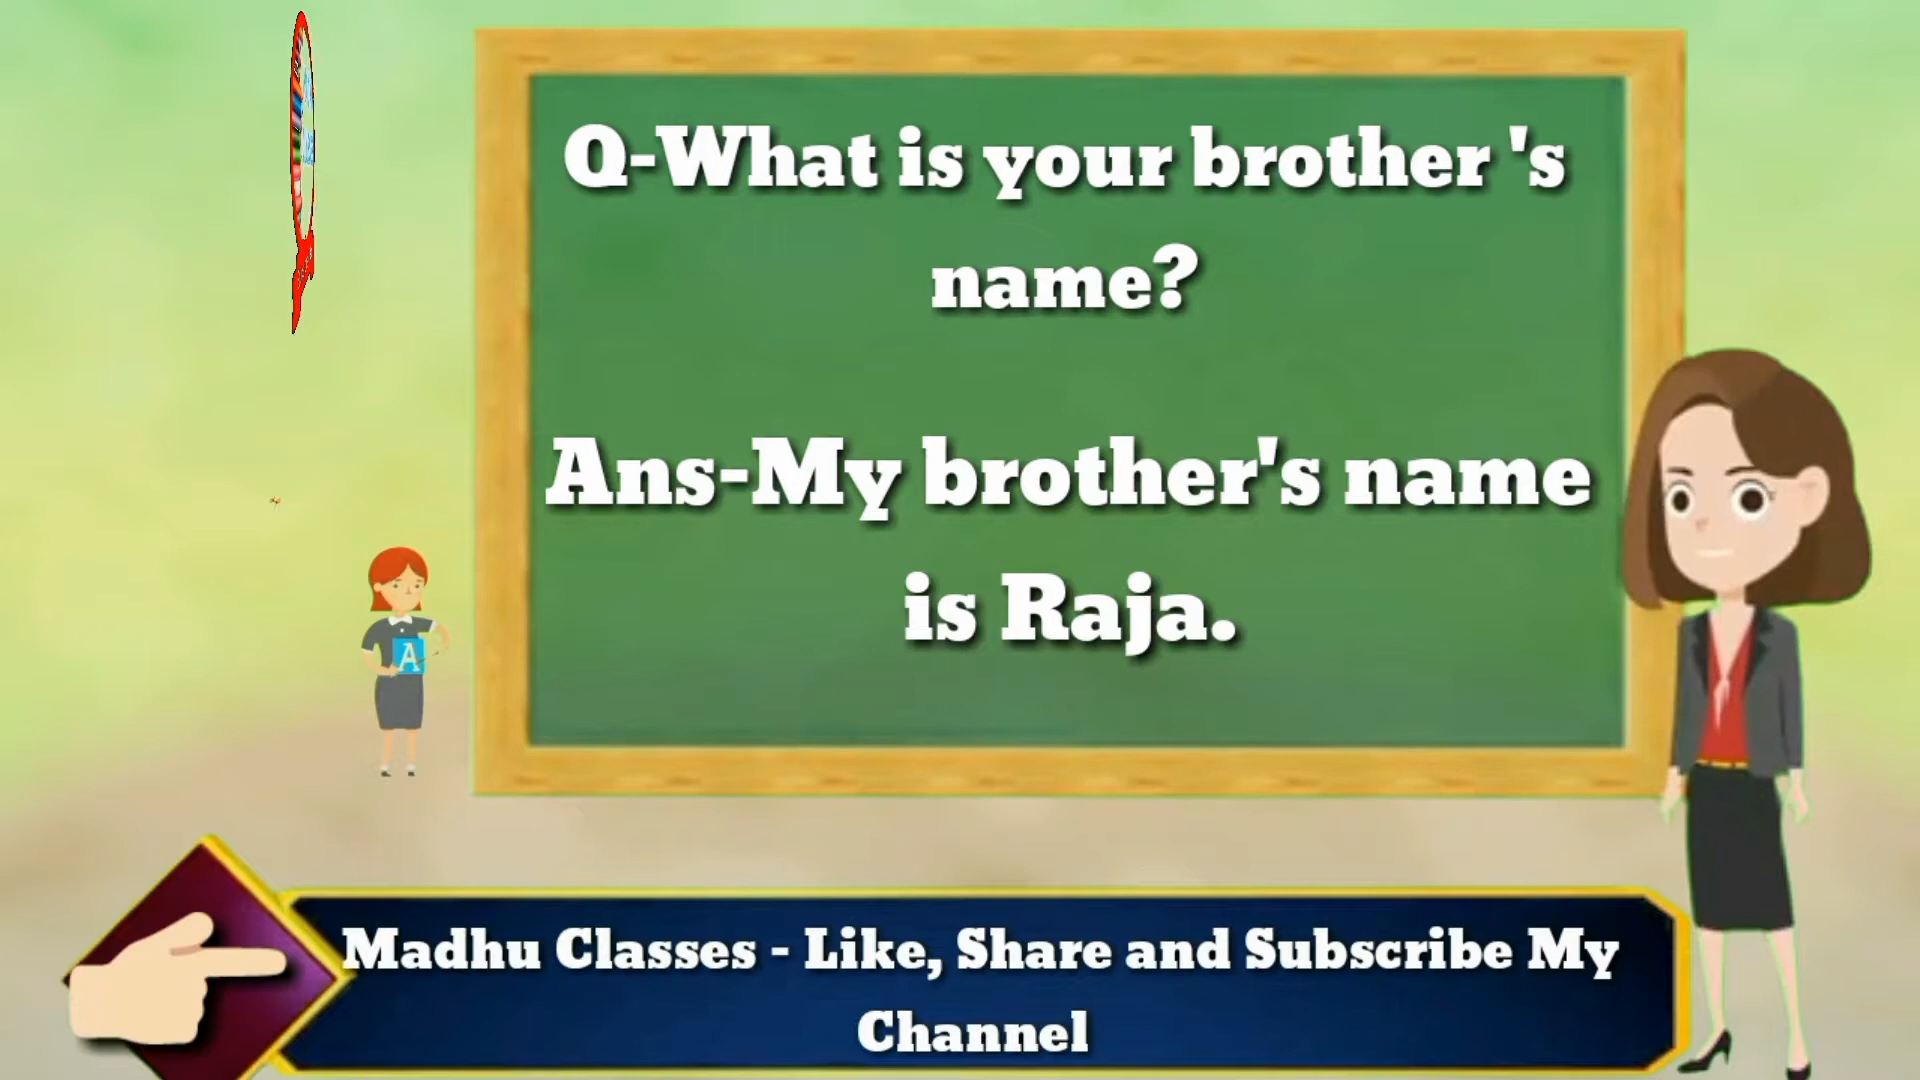 Q-What is your brother 's
name?
Ans-My brother's name
is Raja.
A
Madhu Classes - Like, Share and Subscribe My
Channel